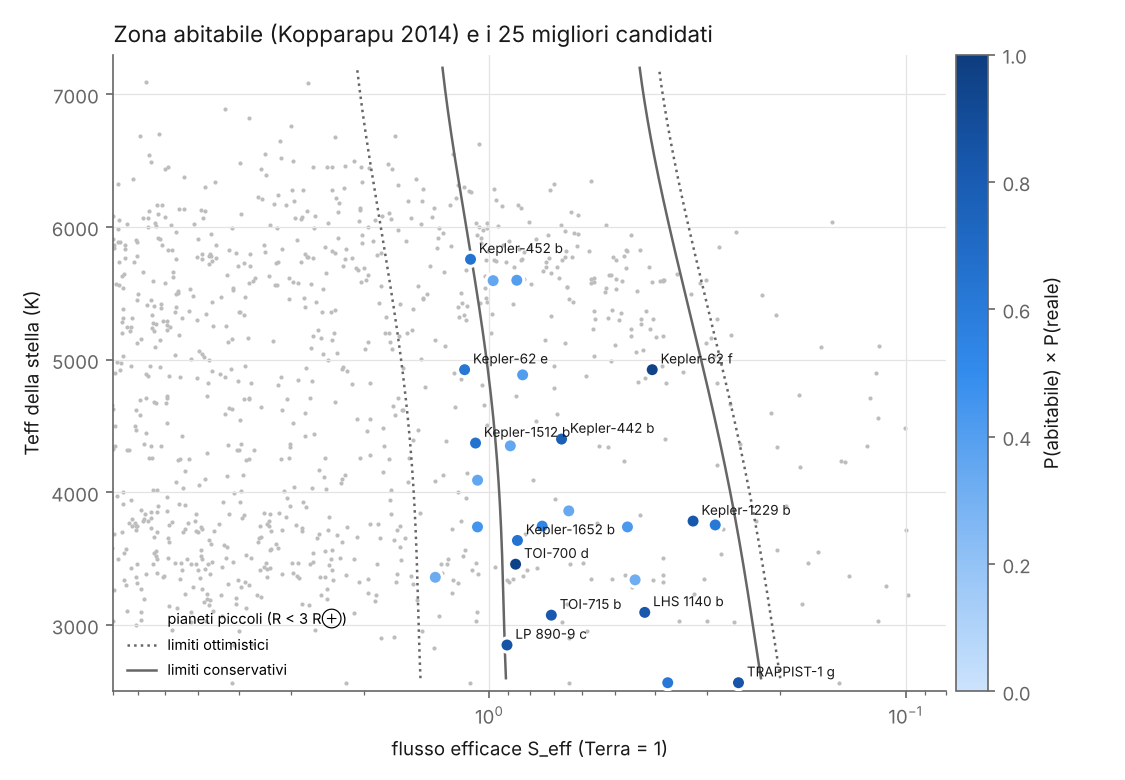 Zona abitabile (Kopparapu 2014) e i 25 migliori candidati
7000
6000
5000
4000
3000
Teff della stella (K)
Kepler-452 b
Kepler-62 e
Kepler-62 f
Kepler-1512 b
Kepler-442 b
Kepler-1229 b
Kepler-1652 b
TOI-700 d
TOI-715 b
LHS 1140 b
LP 890-9 c
TRAPPIST-1 g
pianeti piccoli (R < 3 R⊕)
limiti ottimistici
limiti conservativi
10⁰
10⁻¹
flusso efficace S_eff (Terra = 1)
1.0
0.8
0.6
0.4
0.2
0.0
P(abitabile) × P(reale)